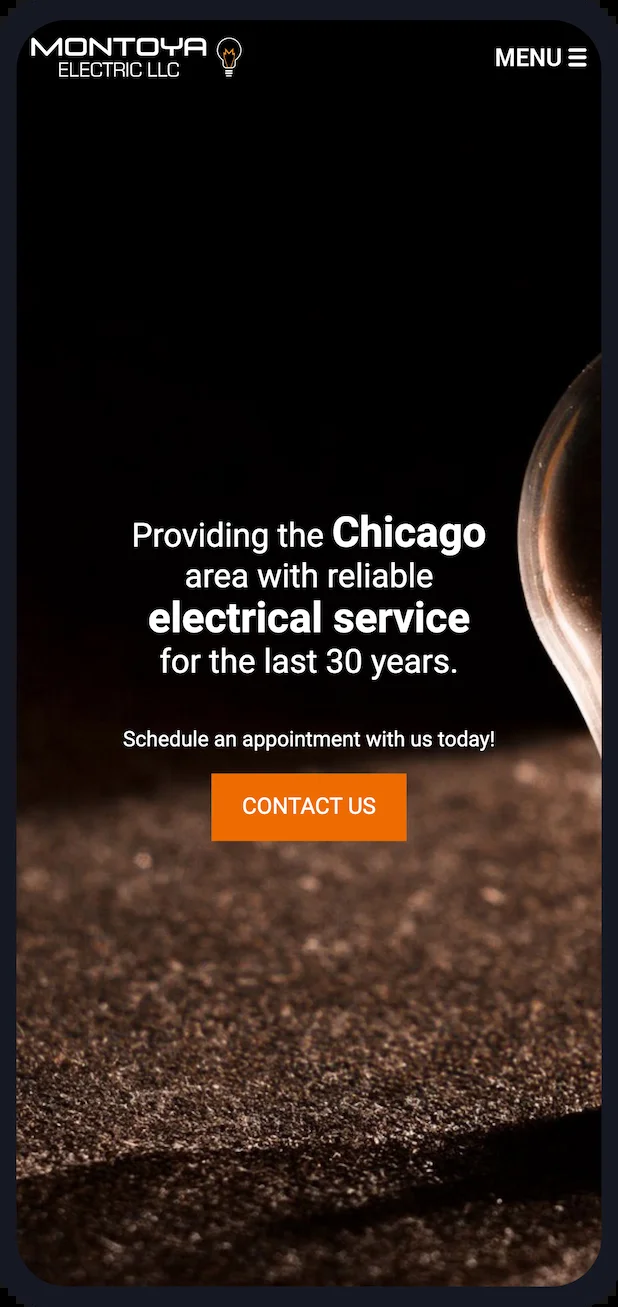 MONTOYA
ELECTRIC LLC
MENU
Providing the Chicago
area with reliable
electrical service
for the last 30 years.
Schedule an appointment with us today!
CONTACT US